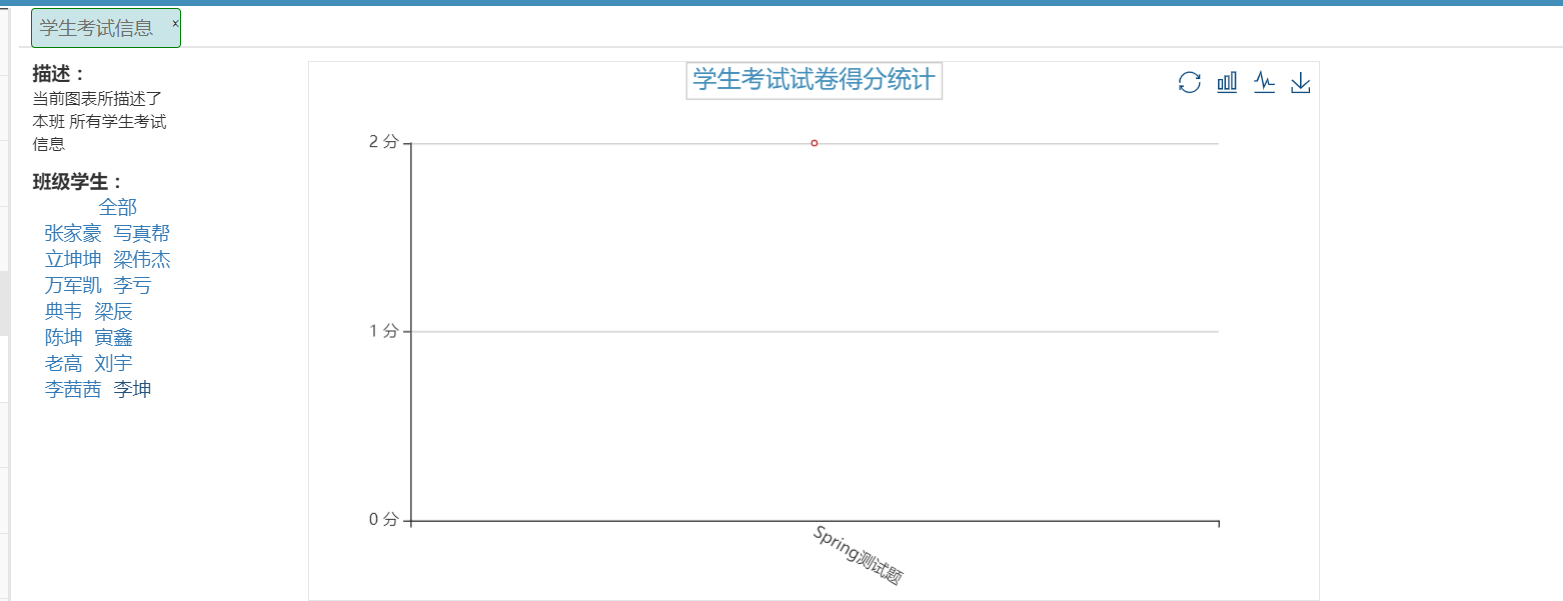 学生考试信息 x
描述：
当前图表所描述了
本班 所有学生考试
信息
班级学生：
全部
张家豪 写真帮
立坤坤 梁伟杰
万军凯 李亏
典韦 梁辰
陈坤 寅鑫
老高 刘宇
李茜茜 李坤
学生考试试卷得分统计
2 分
1 分
0 分
Spring测试题